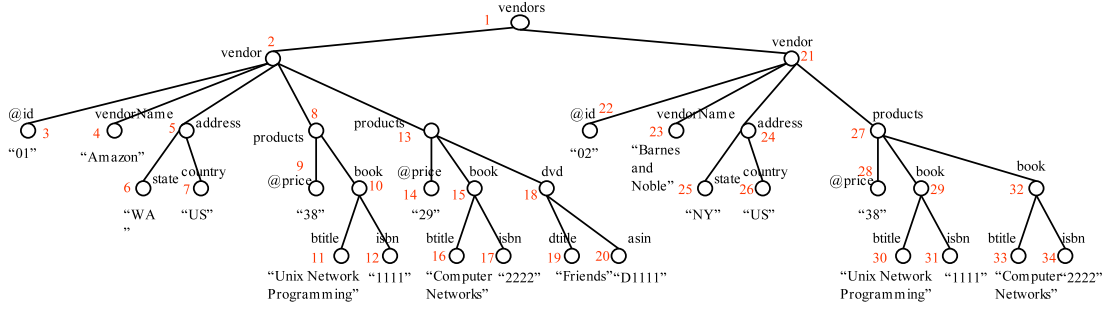 vendors
1
2
vendor
vendor
21
@id
3
“01”
vendorName
4
“Amazon”
5
address
8
products
products
13
@id
22
“02”
vendorName
23
“Barnes
and
Noble”
address
24
products
27
6
state
“WA
”
country
7
“US”
9
@price
“38”
book
10
@price
14
“29”
book
15
dvd
18
25
state
“NY”
country
26
“US”
28
@price
“38”
book
29
book
32
btitle
11
“Unix Network
Programming”
isbn
12
“1111”
btitle
16
“Computer
Networks”
isbn
17
“2222”
dtitle
19
“Friends”
asin
20
“D1111”
btitle
30
“Unix Network
Programming”
isbn
31
“1111”
btitle
33
“Computer
Networks”
isbn
34
“2222”